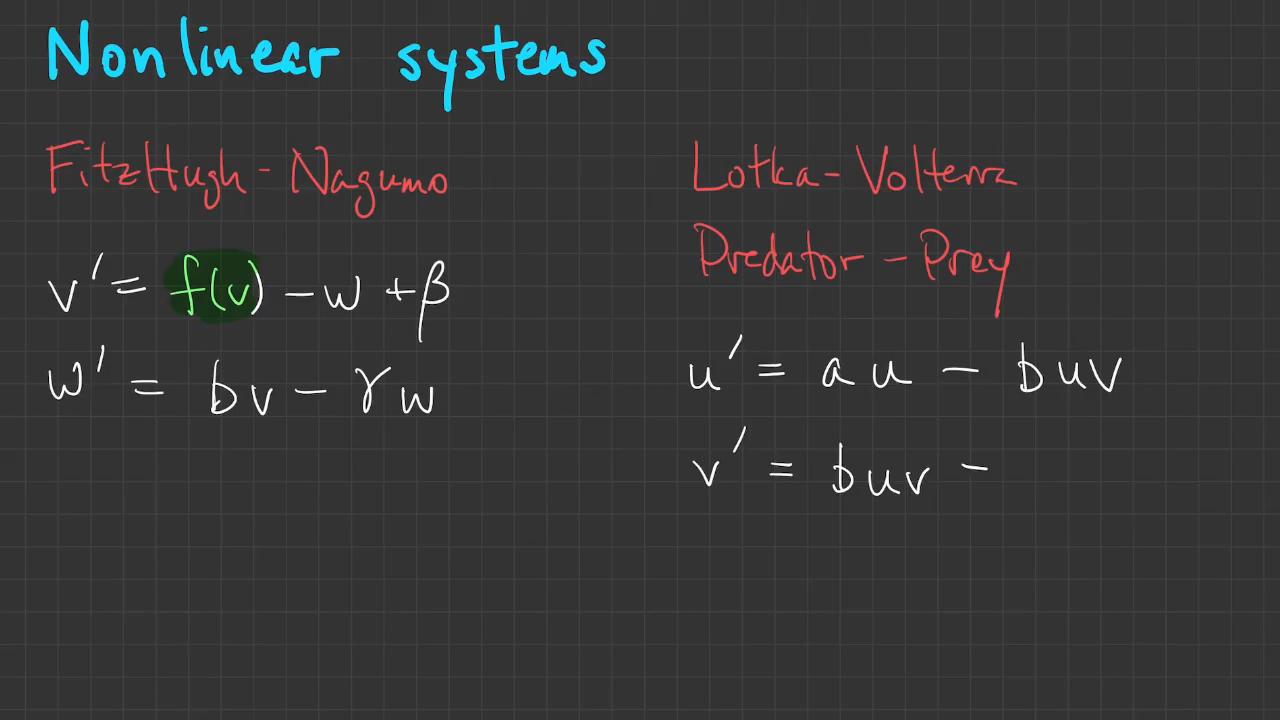 Nonlinear systems
FitzHugh-Nagumo
v' = f(v) - w + β
w' = bv - γw
Lotka-Volterra
Predator-Prey
u' = au - buv
v' = buv -